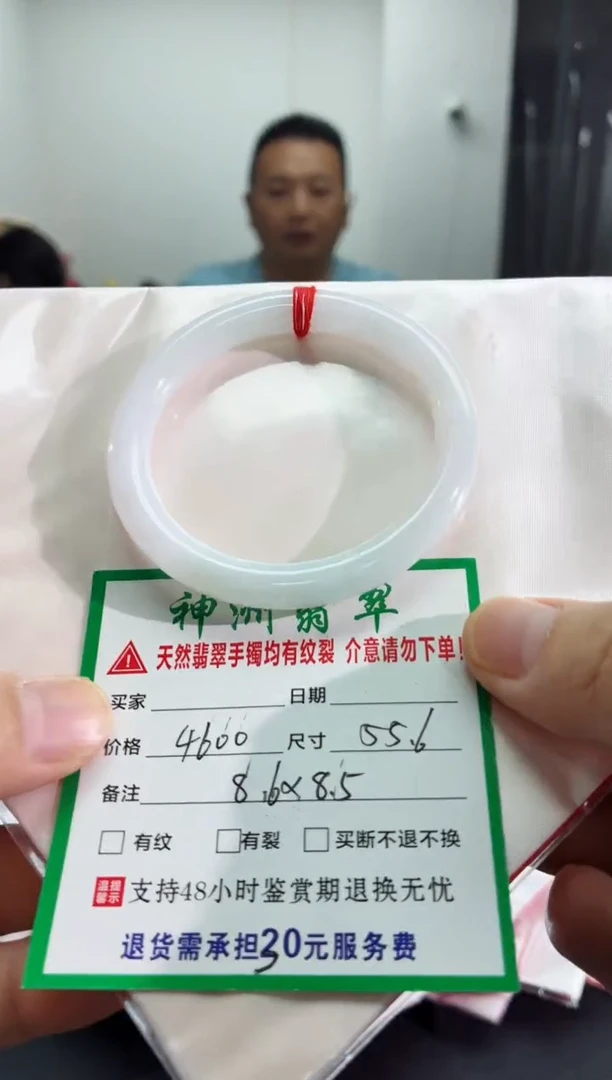 神洲翡翠
天然翡翠手镯均有纹裂 介意请勿下单!
买家 日期
价格 4600 尺寸 55.6
备注 8.6×8.5
有纹 有裂 买断不退不换
温馨提示 支持48小时鉴赏期退换无忧
退货需承担30元服务费